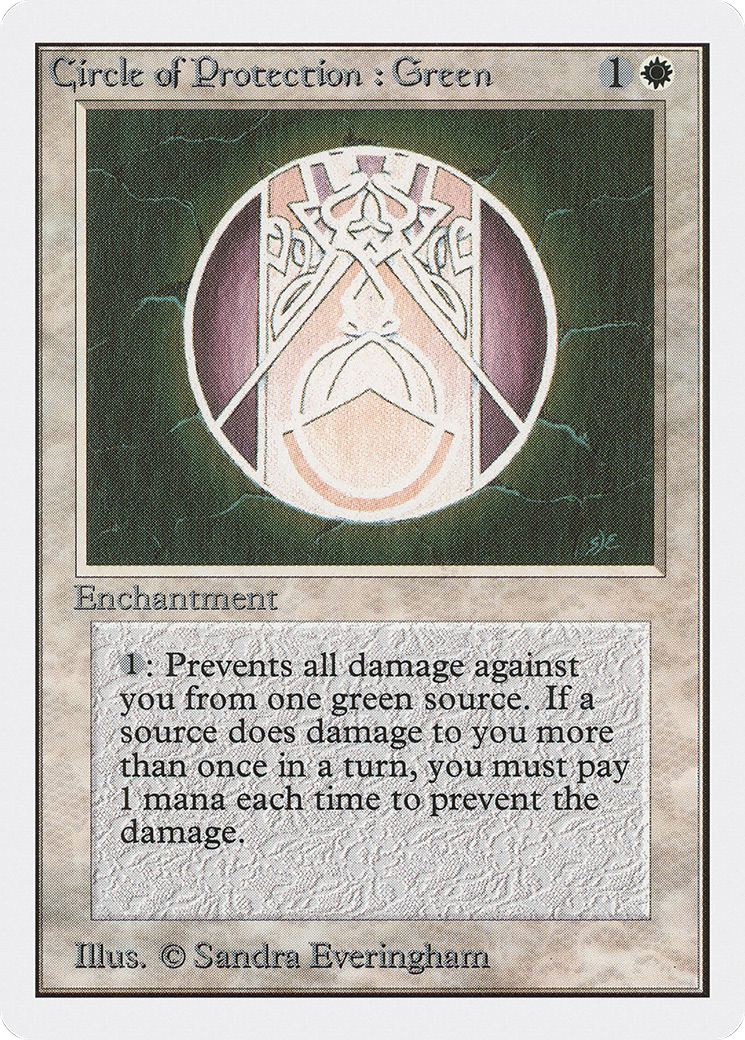 Circle of Protection : Green 1
SJE
Enchantment
1: Prevents all damage against
you from one green source. If a
source does damage to you more
than once in a turn, you must pay
1 mana each time to prevent the
damage.
Illus. © Sandra Everingham